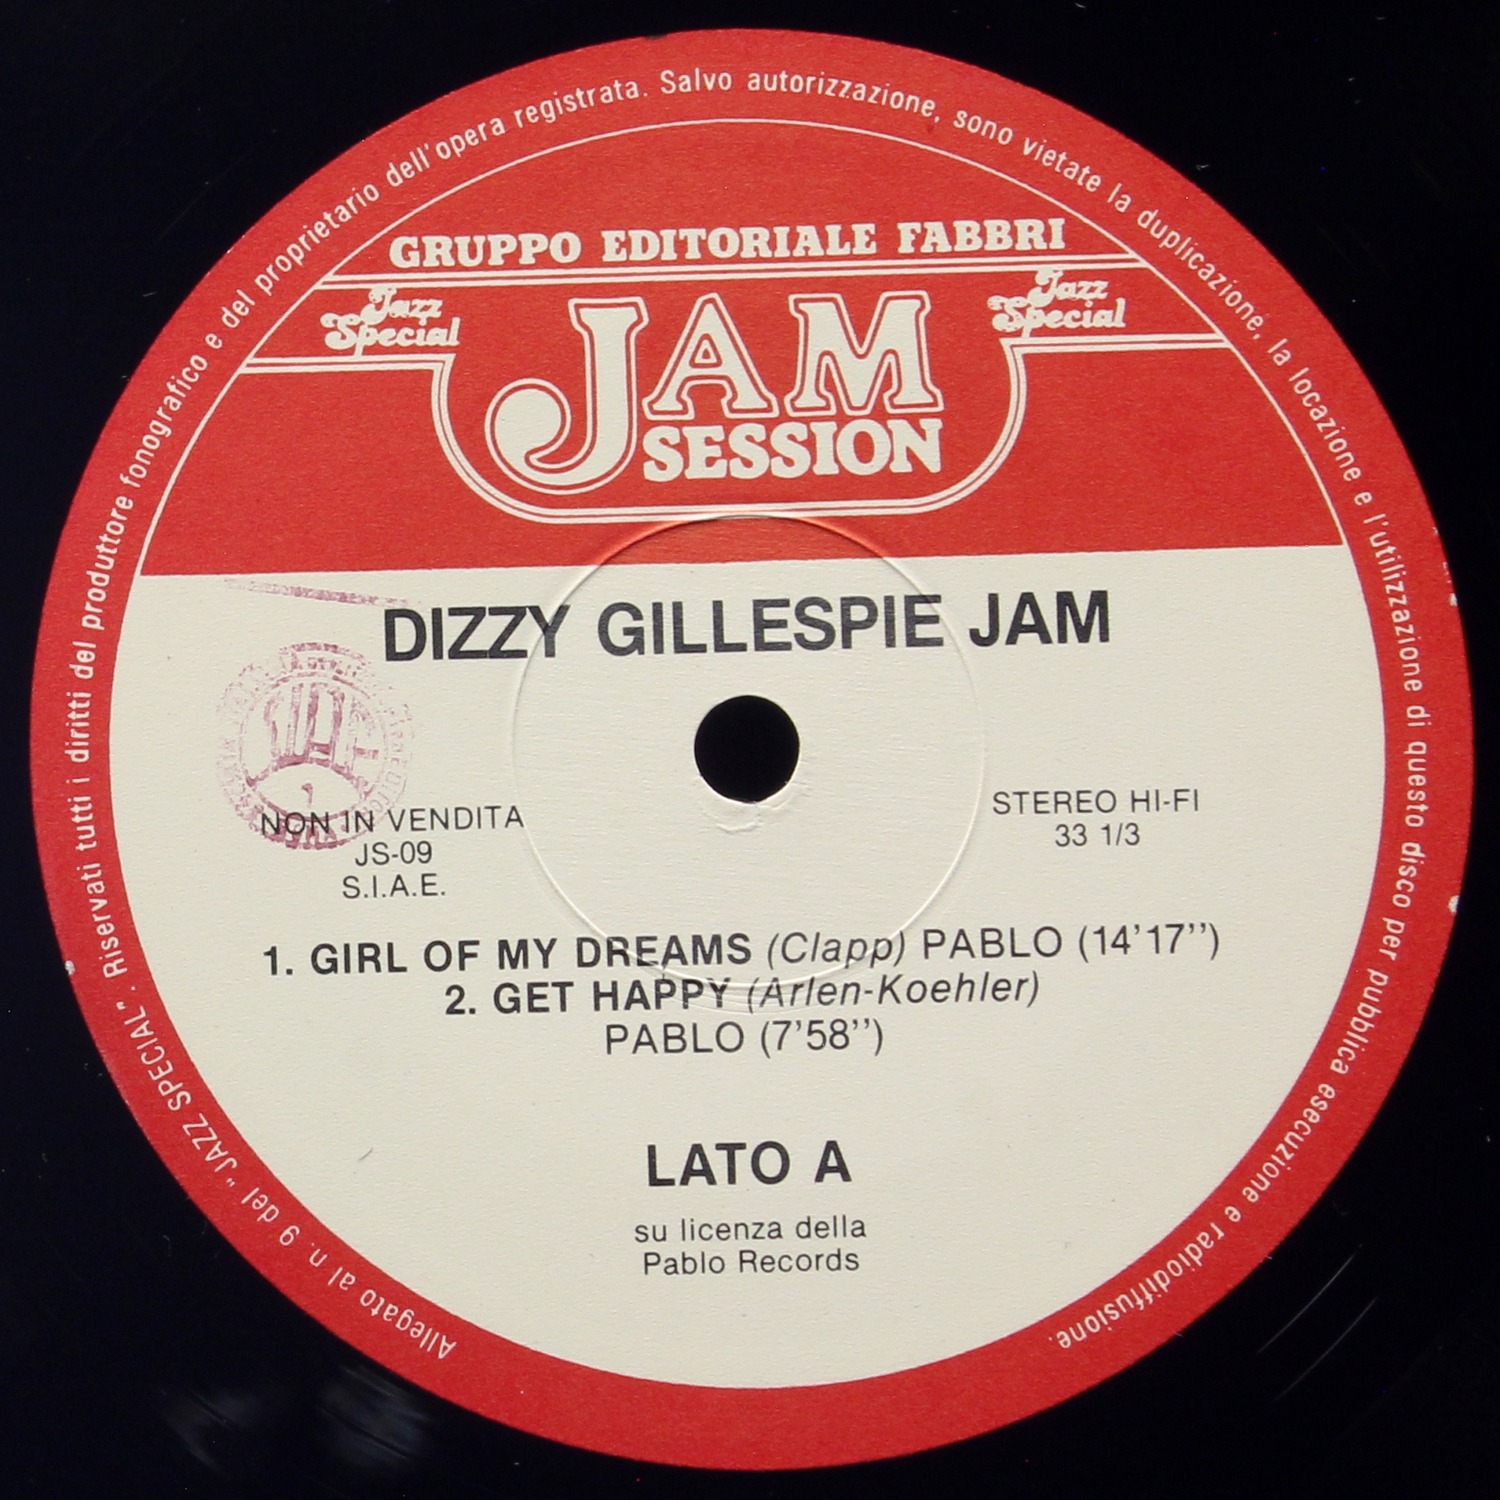 Allegato al n. 9 del "JAZZ SPECIAL". Riservati tutti i diritti del produttore fonografico e del proprietario dell'opera registrata. Salvo autorizzazione, sono vietate la duplicazione, la locazione e l'utilizzazione di questo disco per pubblica esecuzione e radiodiffusione.
GRUPPO EDITORIALE FABBRI
Jazz Special
JAM
SESSION
Jazz Special
DIZZY GILLESPIE JAM
NON IN VENDITA
JS-09
S.I.A.E.
STEREO HI-FI
33 1/3
1. GIRL OF MY DREAMS (Clapp) PABLO (14'17'')
2. GET HAPPY (Arlen-Koehler)
PABLO (7'58'')
LATO A
su licenza della
Pablo Records